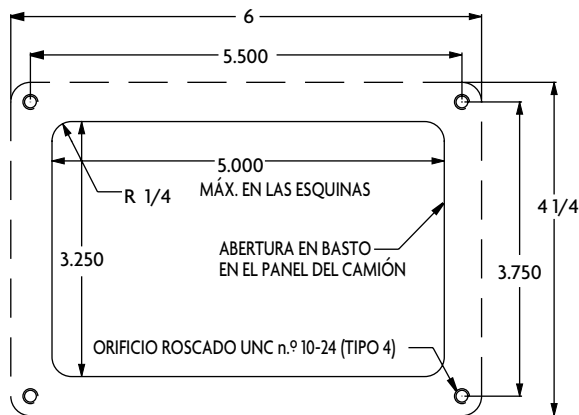 6
5.500
5.000
R 1/4
MÁX. EN LAS ESQUINAS
4 1/4
ABERTURA EN BASTO
EN EL PANEL DEL CAMIÓN
3.250
3.750
ORIFICIO ROSCADO UNC n.º 10-24 (TIPO 4)